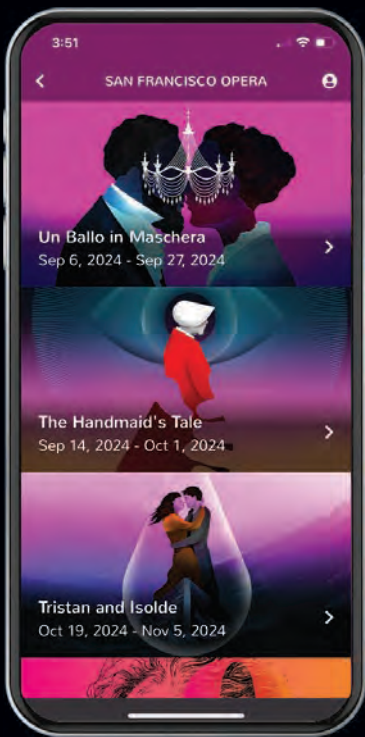 3:51
SAN FRANCISCO OPERA
Un Ballo in Maschera
Sep 6, 2024 - Sep 27, 2024
The Handmaid's Tale
Sep 14, 2024 - Oct 1, 2024
Tristan and Isolde
Oct 19, 2024 - Nov 5, 2024